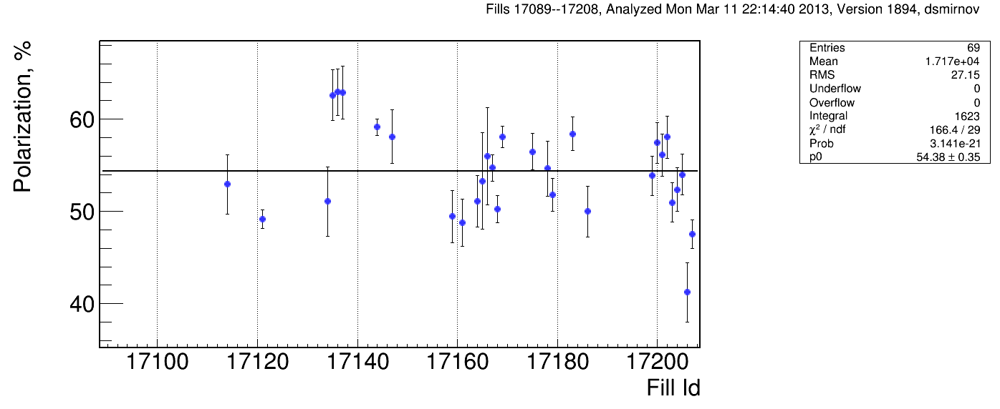 Fills 17089--17208, Analyzed Mon Mar 11 22:14:40 2013, Version 1894, dsmirnov
Polarization, %
60
50
40
17100 17120 17140 17160 17180 17200
Fill Id
Entries 69
Mean 1.717e+04
RMS 27.15
Underflow 0
Overflow 0
Integral 1623
χ² / ndf 166.4 / 29
Prob 3.141e-21
p0 54.38 ± 0.35